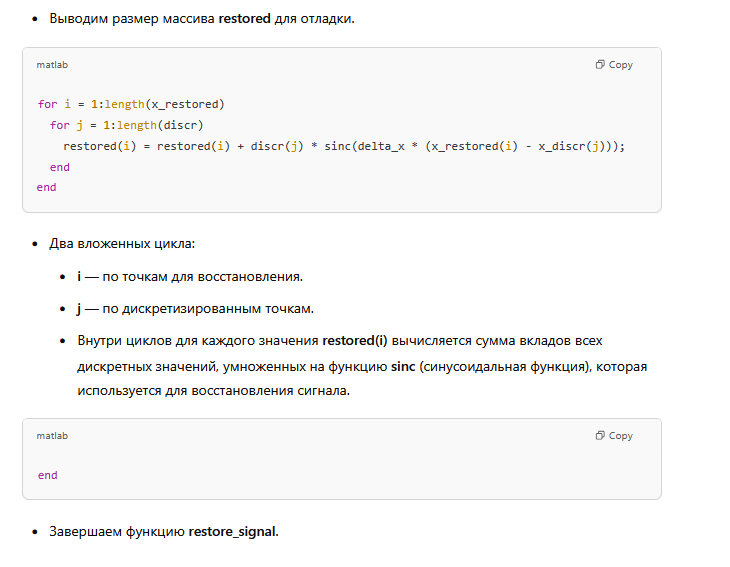 • Выводим размер массива restored для отладки.
matlab Copy
for i = 1:length(x_restored)
for j = 1:length(discr)
restored(i) = restored(i) + discr(j) * sinc(delta_x * (x_restored(i) - x_discr(j)));
end
end
• Два вложенных цикла:
• i — по точкам для восстановления.
• j — по дискретизированным точкам.
• Внутри циклов для каждого значения restored(i) вычисляется сумма вкладов всех
дискретных значений, умноженных на функцию sinc (синусоидальная функция), которая
используется для восстановления сигнала.
matlab Copy
end
• Завершаем функцию restore_signal.